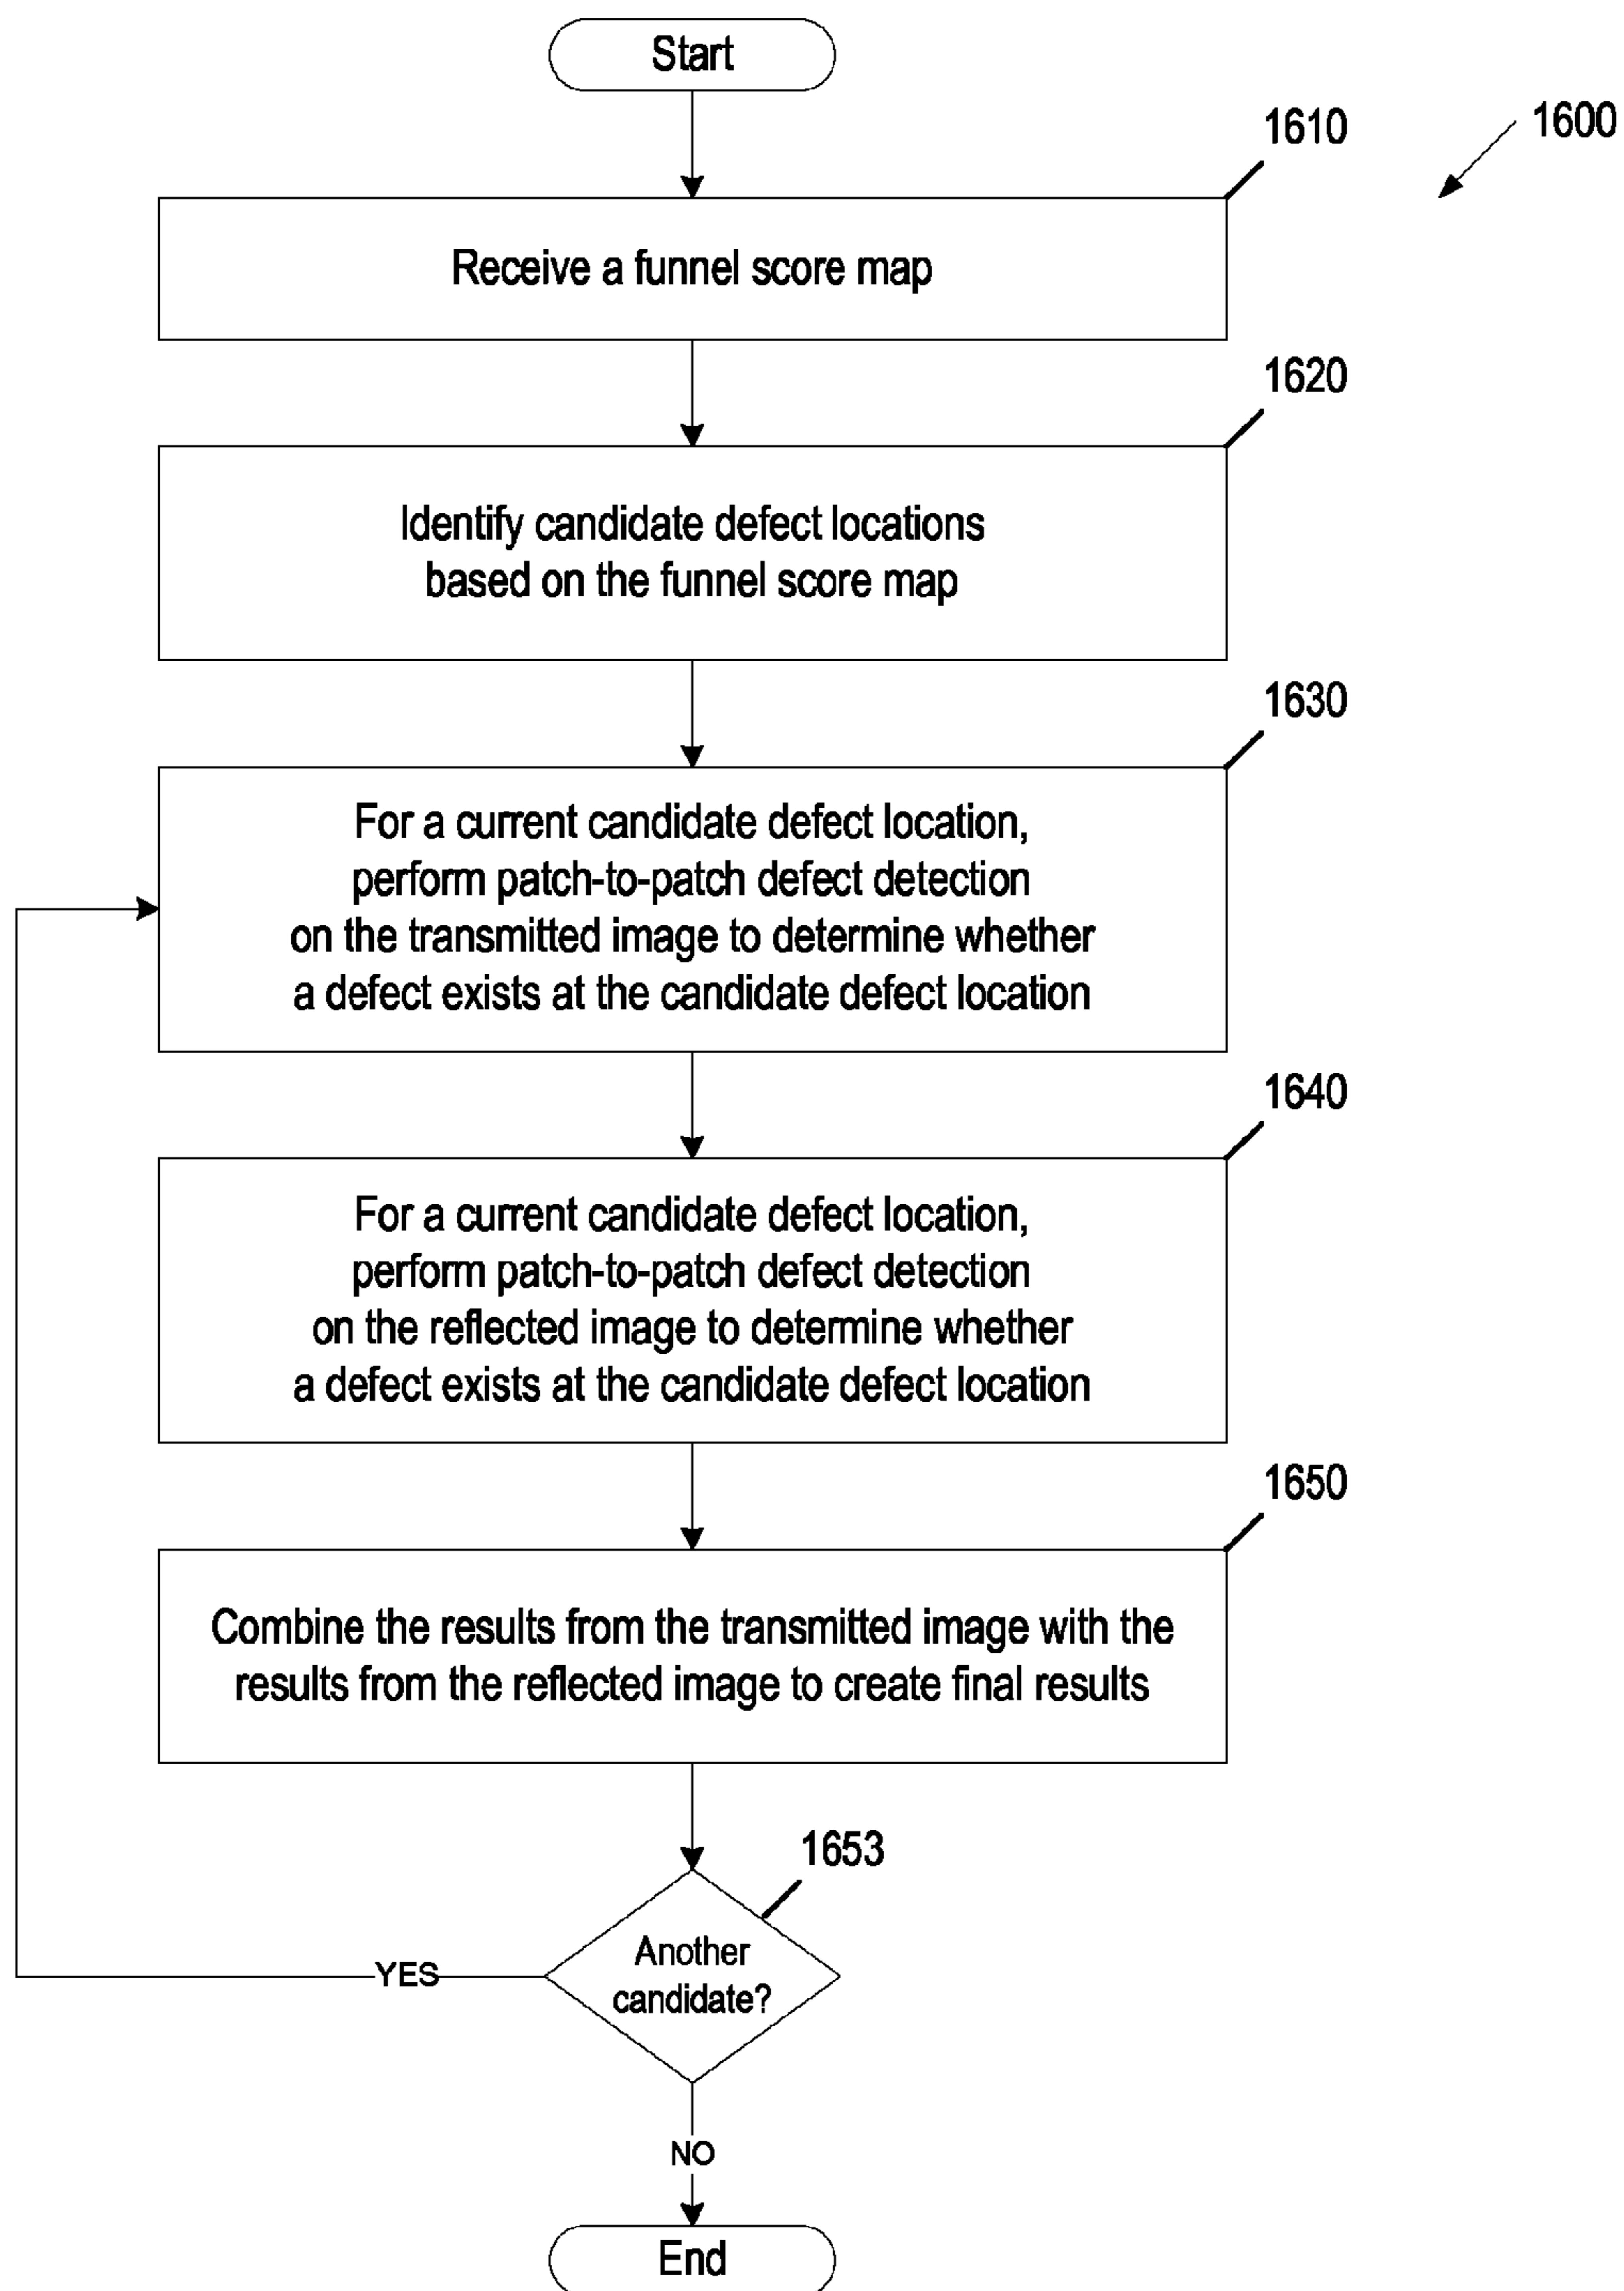 Start
1600
1610
Receive a funnel score map
1620
Identify candidate defect locations
based on the funnel score map
1630
For a current candidate defect location,
perform patch-to-patch defect detection
on the transmitted image to determine whether
a defect exists at the candidate defect location
1640
For a current candidate defect location,
perform patch-to-patch defect detection
on the reflected image to determine whether
a defect exists at the candidate defect location
1650
Combine the results from the transmitted image with the
results from the reflected image to create final results
1653
Another
candidate?
YES
NO
End